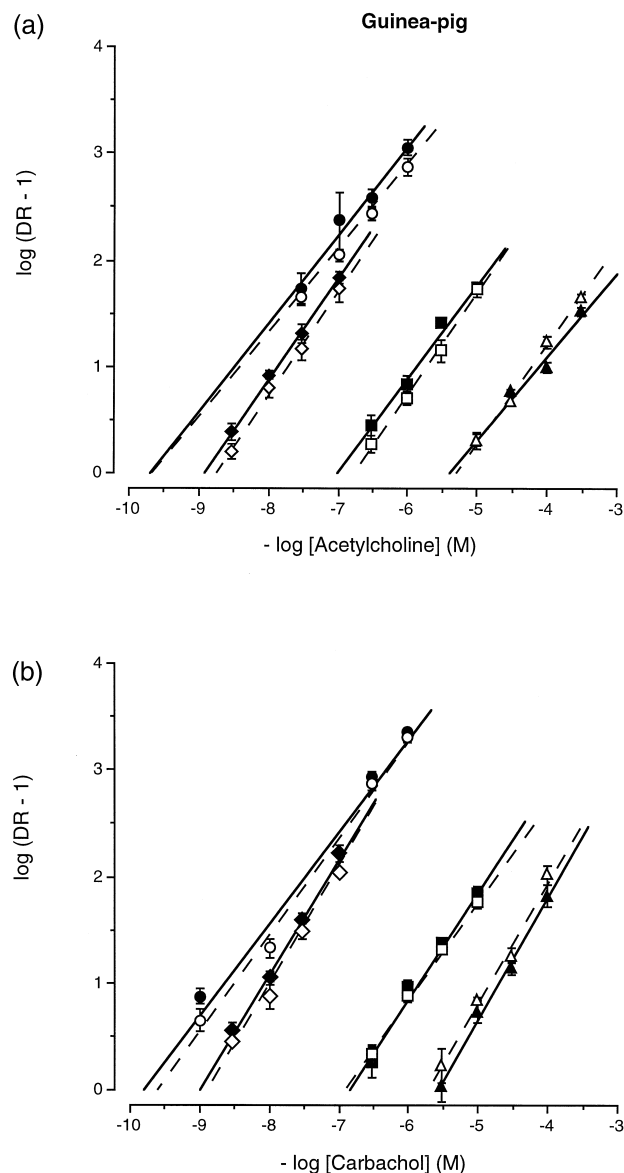 (a)
Guinea-pig
4
3
2
1
0
log (DR - 1)
-10 -9 -8 -7 -6 -5 -4 -3
- log [Acetylcholine] (M)
(b)
4
3
2
1
0
log (DR - 1)
-10 -9 -8 -7 -6 -5 -4 -3
- log [Carbachol] (M)